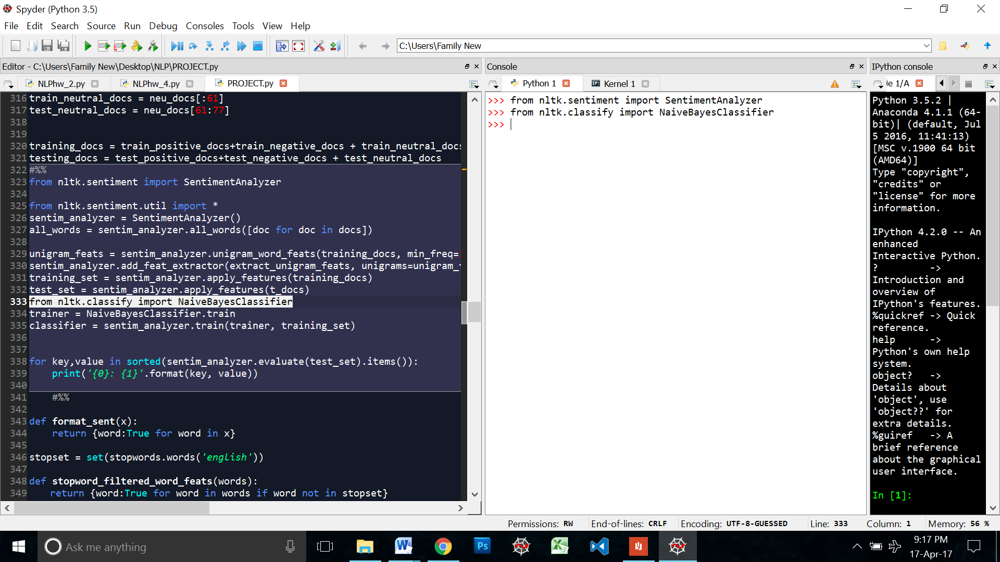 Spyder (Python 3.5)
File Edit Search Source Run Debug Consoles Tools View Help
C:\Users\Family New
Editor - C:\Users\Family New\Desktop\NLP\PROJECT.py
NLPhw_2.py NLPhw_4.py PROJECT.py
316 train_neutral_docs = neu_docs[:61]
317 test_neutral_docs = neu_docs[61:77]
318
319
320 training_docs = train_positive_docs+train_negative_docs + train_neutral_docs
321 testing_docs = test_positive_docs+test_negative_docs + test_neutral_docs
322 #%%
323 from nltk.sentiment import SentimentAnalyzer
324
325 from nltk.sentiment.util import *
326 sentim_analyzer = SentimentAnalyzer()
327 all_words = sentim_analyzer.all_words([doc for doc in docs])
328
329 unigram_feats = sentim_analyzer.unigram_word_feats(training_docs, min_freq=
330 sentim_analyzer.add_feat_extractor(extract_unigram_feats, unigrams=unigram_
331 training_set = sentim_analyzer.apply_features(training_docs)
332 test_set = sentim_analyzer.apply_features(t_docs)
333 from nltk.classify import NaiveBayesClassifier
334 trainer = NaiveBayesClassifier.train
335 classifier = sentim_analyzer.train(trainer, training_set)
336
337
338 for key,value in sorted(sentim_analyzer.evaluate(test_set).items()):
339     print('{0}: {1}'.format(key, value))
340
341     #%%
342
343 def format_sent(x):
344     return {word:True for word in x}
345
346 stopset = set(stopwords.words('english'))
347
348 def stopword_filtered_word_feats(words):
349     return {word:True for word in words if word not in stopset}
Console
Python 1 IP: Kernel 1
>>> from nltk.sentiment import SentimentAnalyzer
>>> from nltk.classify import NaiveBayesClassifier
>>>
IPython console
le 1/A
Python 3.5.2 |
Anaconda 4.1.1 (64-
bit)| (default, Jul
5 2016, 11:41:13)
[MSC v.1900 64 bit
(AMD64)]
Type "copyright",
"credits" or
"license" for more
information.
IPython 4.2.0 -- An
enhanced
Interactive Python.
?         ->
Introduction and
overview of
IPython's features.
%quickref -> Quick
reference.
help      ->
Python's own help
system.
object?   ->
Details about
'object', use
'object??' for
extra details.
%guiref   -> A
brief reference
about the graphical
user interface.
In [1]:
Permissions: RW End-of-lines: CRLF Encoding: UTF-8-GUESSED Line: 333 Column: 1 Memory: 56 %
Ask me anything
W
Ps
X
9:17 PM
17-Apr-17